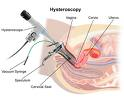 Hysteroscopy
Vagina
Cervix
Uterus
Hysteroscope
Vacuum Syringe
Speculum
Cervical Seal